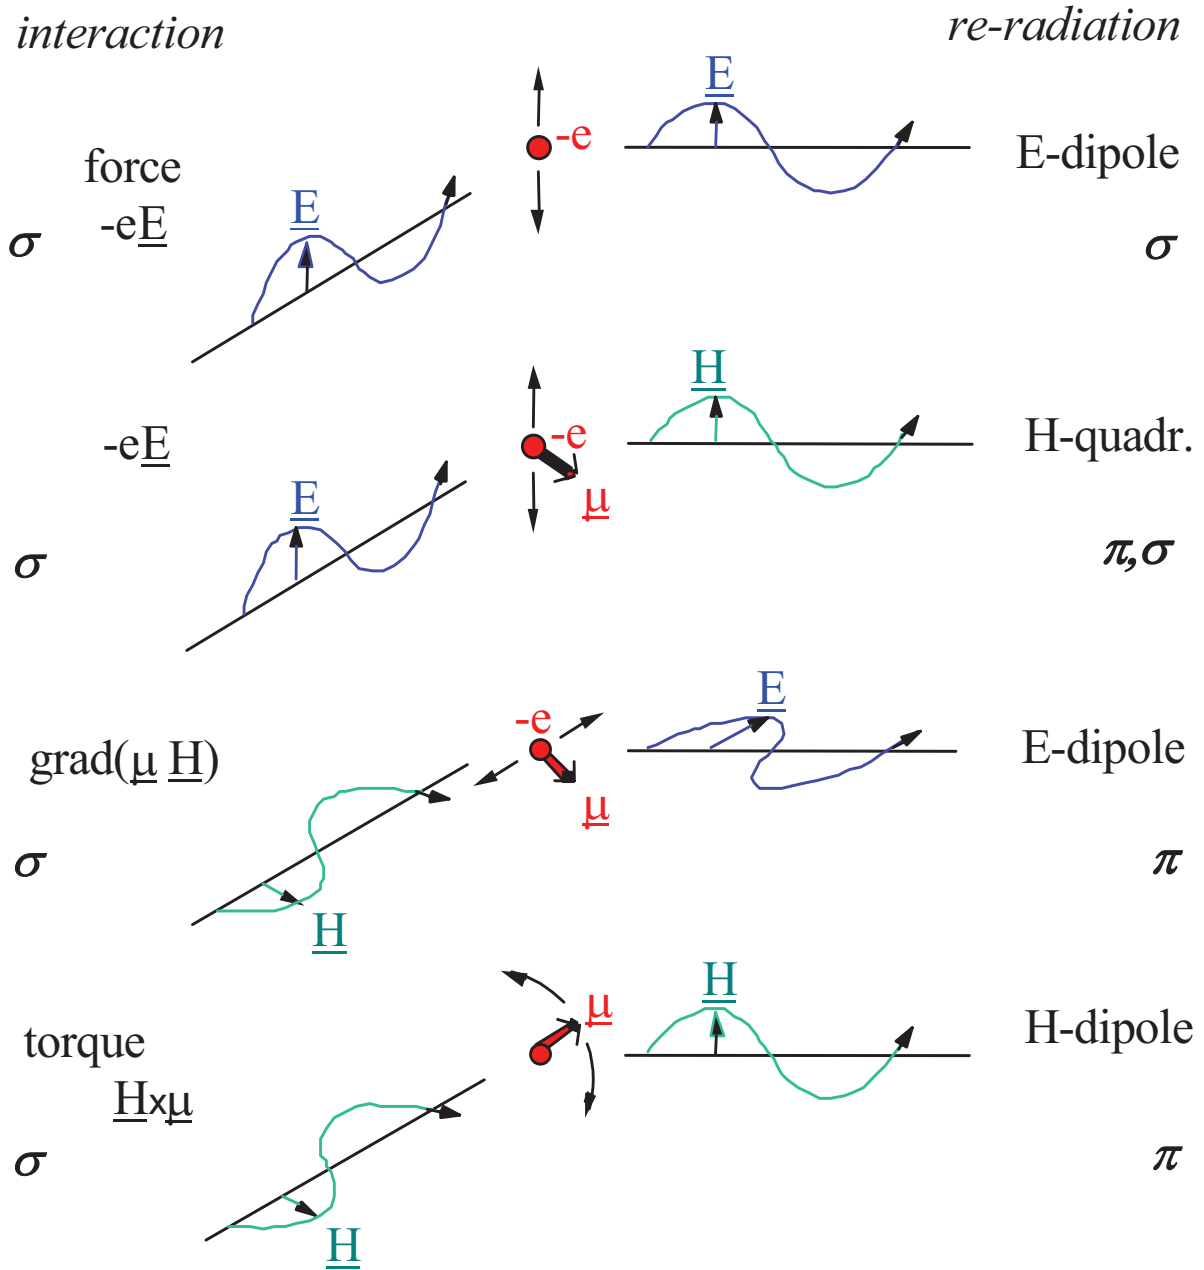 interaction
re-radiation
force
-eE
E
-e
E
E-dipole
σ
σ
-eE
E
-e
μ
H
H-quadr.
σ
π,σ
grad(μ H)
H
-e
μ
E
E-dipole
σ
π
torque
Hxμ
H
μ
H
H-dipole
σ
π